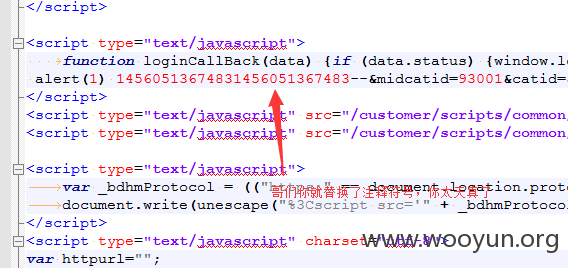 </script>
<script type="text/javascript">
function loginCallBack(data) {if (data.status) {window.l
alert(1) 14560513674831456051367483--&midcatid=93001&catid=
</script>
<script type="text/javascript" src="/customer/scripts/common
<script type="text/javascript" src="/customer/scripts/common
<script type="text/javascript">
哥们你就替换了注释符号，你太天真了
var _bdhmProtocol = (("https:" == document.location.proto
document.write(unescape("%3Cscript src='" + _bdhmProtoco
</script>
www.wooyun.org
<script type="text/javascript" charset="utf-8">
var httpurl="";